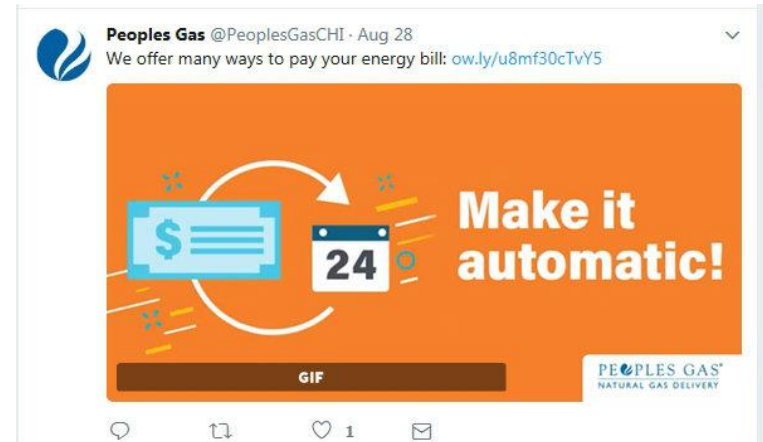 Peoples Gas @PeoplesGasCHI · Aug 28
We offer many ways to pay your energy bill: ow.ly/u8mf30cTvY5
$
24
Make it
automatic!
GIF
PEOPLES GAS®
NATURAL GAS DELIVERY
1